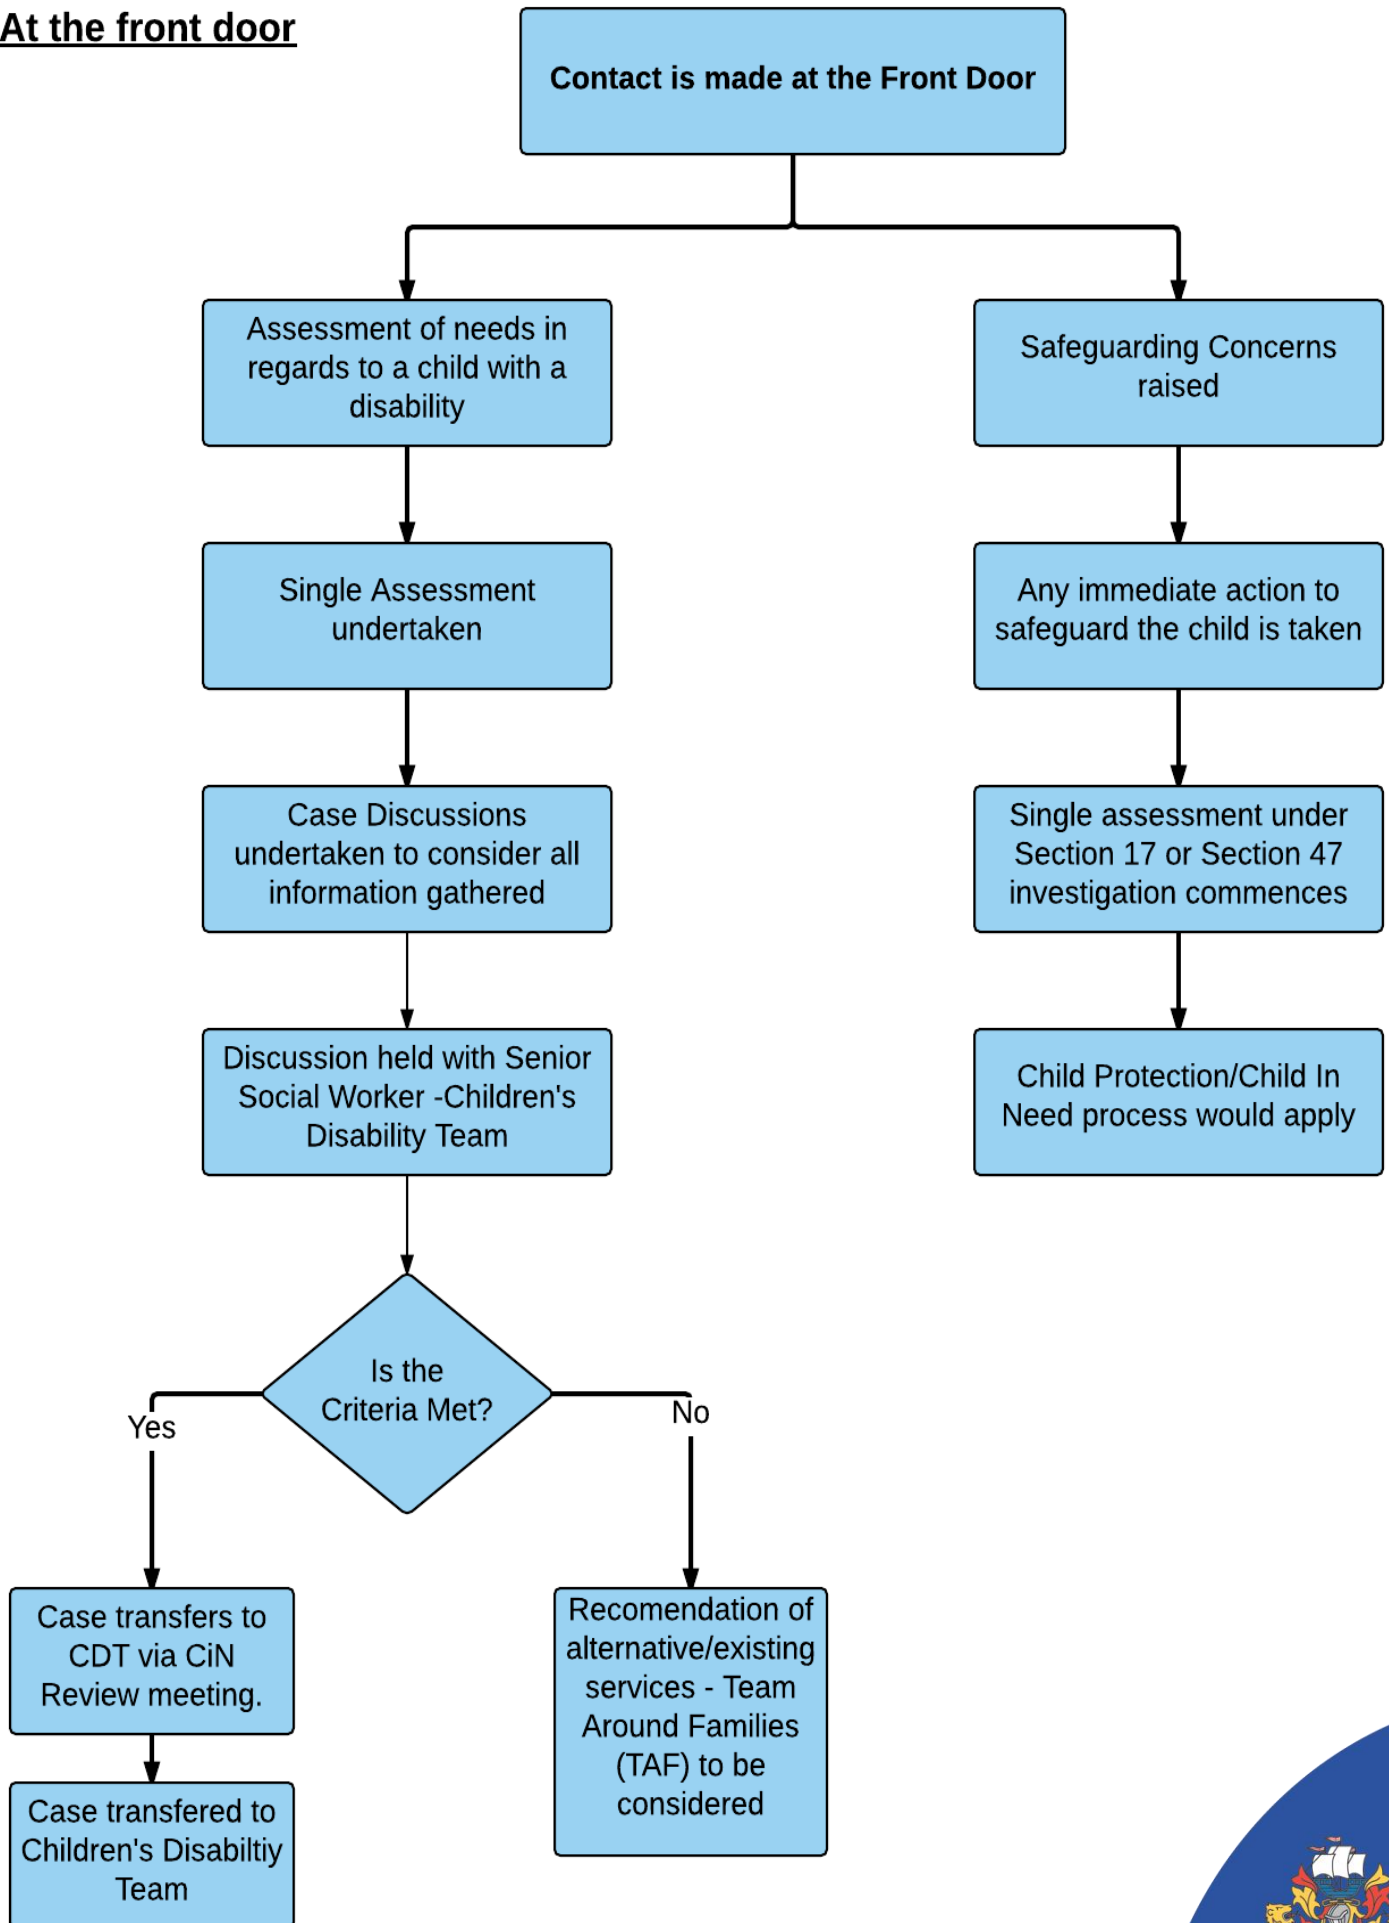 At the front door
Contact is made at the Front Door
Assessment of needs in
regards to a child with a
disability
Safeguarding Concerns
raised
Single Assessment
undertaken
Any immediate action to
safeguard the child is taken
Case Discussions
undertaken to consider all
information gathered
Single assessment under
Section 17 or Section 47
investigation commences
Discussion held with Senior
Social Worker -Children's
Disability Team
Child Protection/Child In
Need process would apply
Is the
Criteria Met?
Yes
No
Case transfers to
CDT via CiN
Review meeting.
Recomendation of
alternative/existing
services - Team
Around Families
(TAF) to be
considered
Case transfered to
Children's Disabiltiy
Team